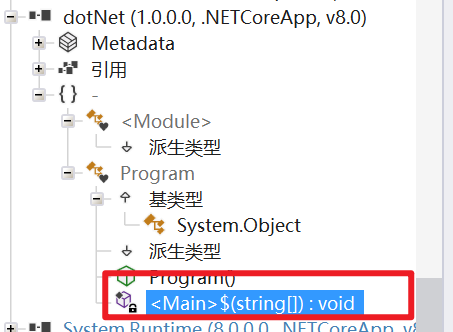 dotNet (1.0.0.0, .NETCoreApp, v8.0)
Metadata
引用
{ } -
<Module>
派生类型
Program
基类型
System.Object
派生类型
Program()
<Main>$(string[]) : void
System.Runtime (8.0.0.0, .NETCoreApp, v8.0)